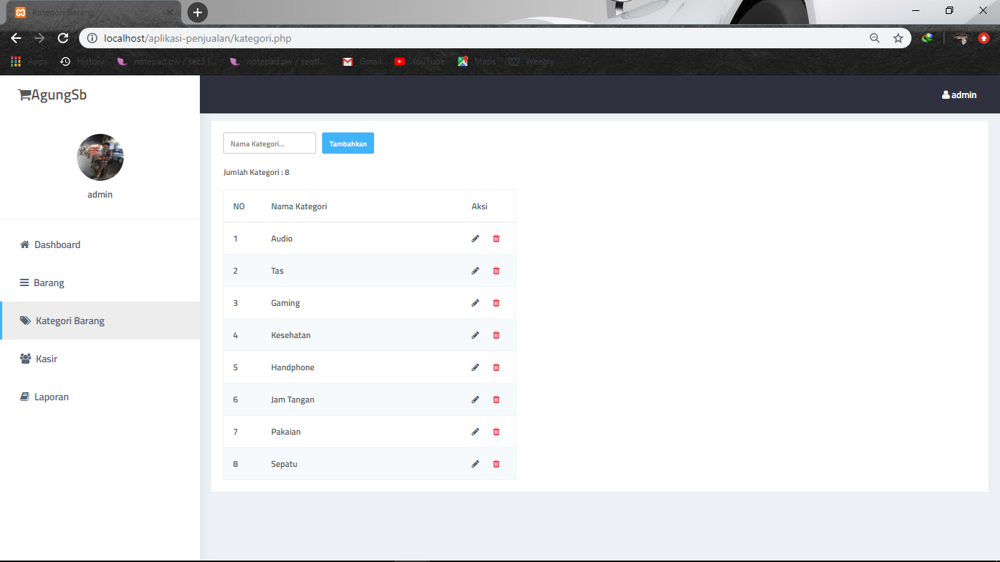 Kategori Barang
localhost/aplikasi-penjualan/kategori.php
Apps History notepad.pw / sec3 |... notepad.pw / seqtl... Gmail YouTube Maps Weebly
AgungSb
admin
admin
Dashboard
Barang
Kategori Barang
Kasir
Laporan
Nama Kategori... Tambahkan
Jumlah Kategori : 8
NO Nama Kategori Aksi
1 Audio
2 Tas
3 Gaming
4 Kesehatan
5 Handphone
6 Jam Tangan
7 Pakaian
8 Sepatu